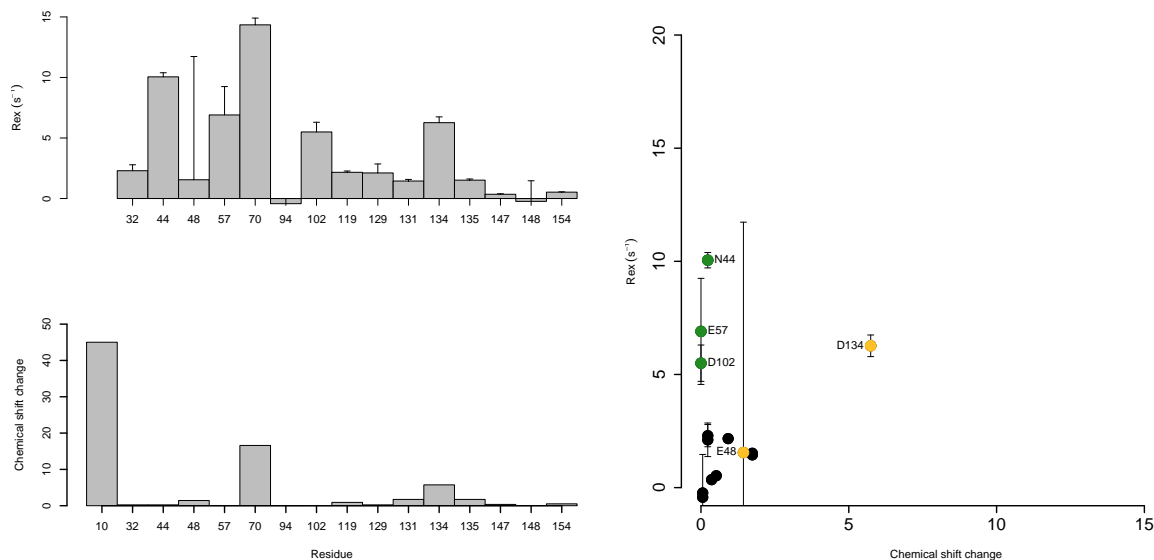 15
10
5
0
Rex (s⁻¹)
32 44 48 57 70 94 102 119 129 131 134 135 147 148 154
50
40
30
20
10
0
Chemical shift change
10 32 44 48 57 70 94 102 119 129 131 134 135 147 148 154
Residue
20
15
10
5
0
Rex (s⁻¹)
N44
E57
D134
D102
E48
0 5 10 15
Chemical shift change